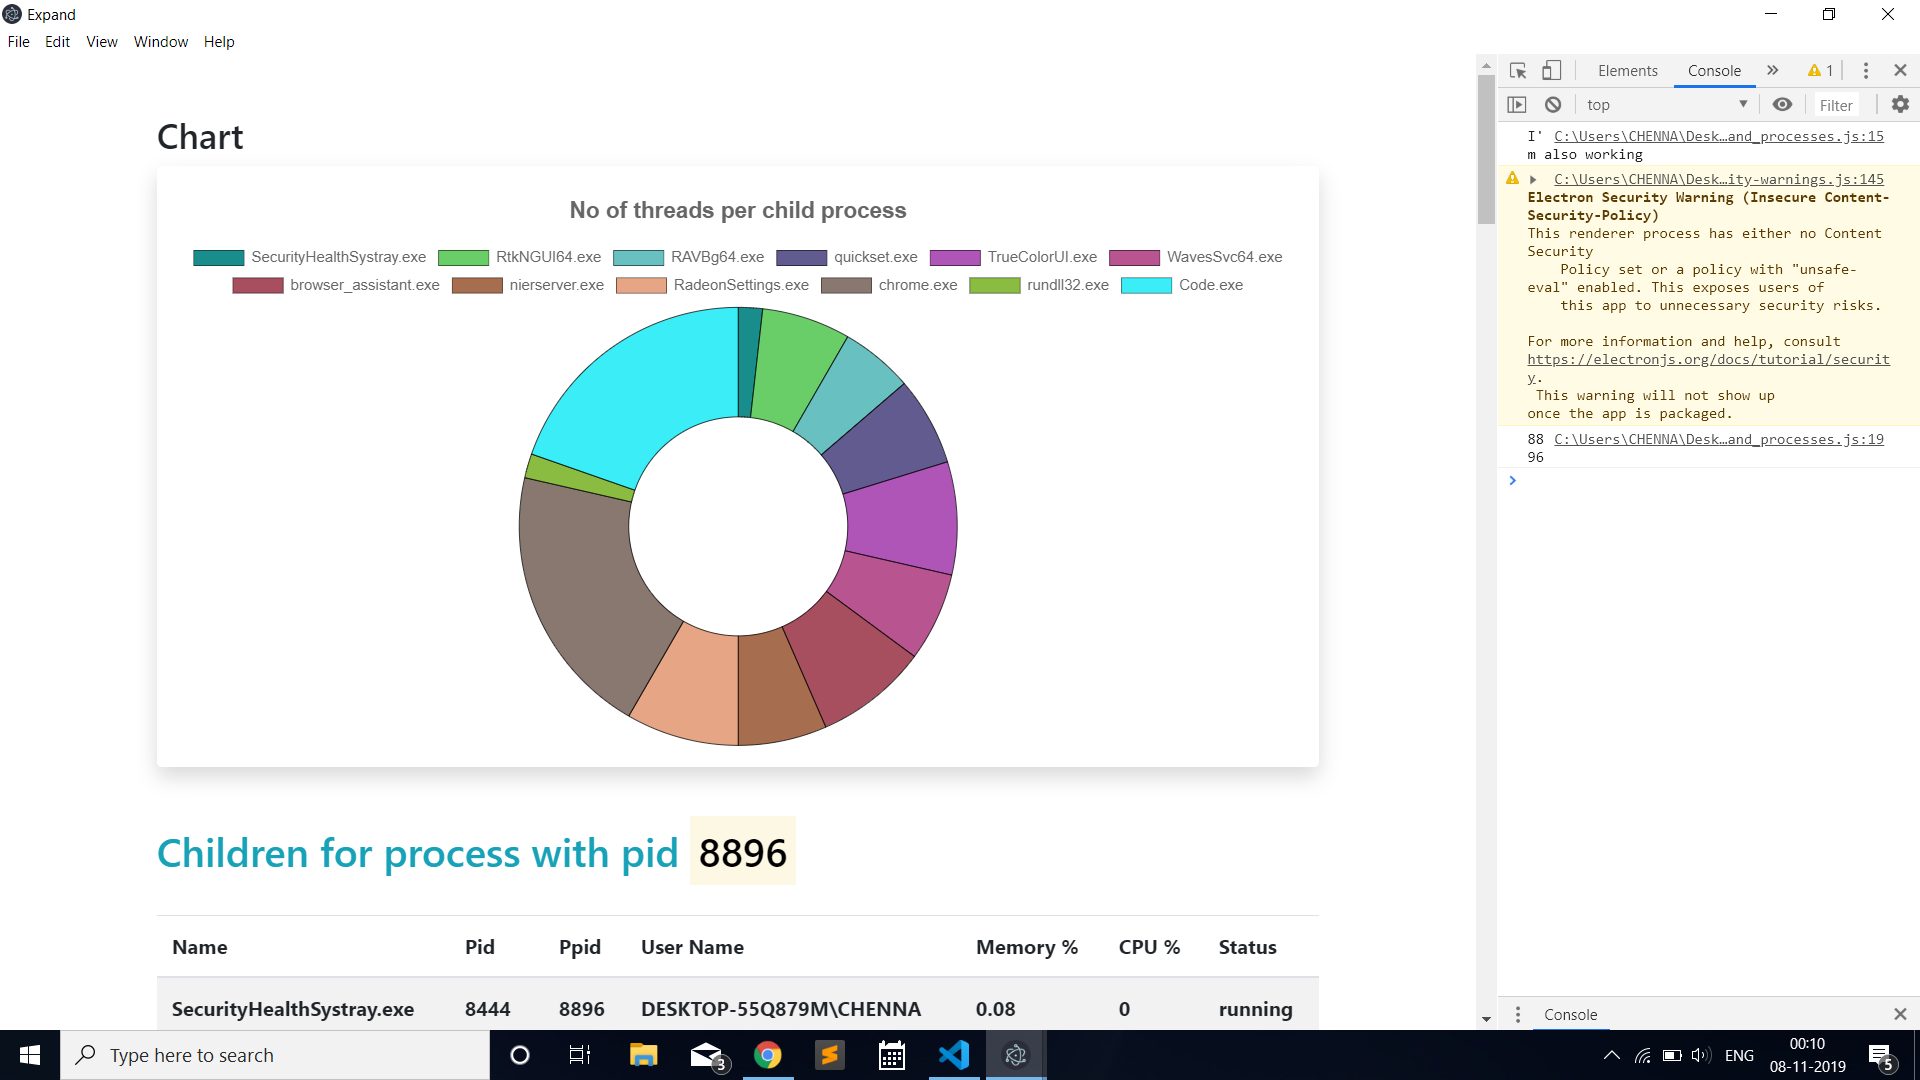 Expand
File Edit View Window Help
Chart
No of threads per child process
SecurityHealthSystray.exe RtkNGUI64.exe RAVBg64.exe quickset.exe TrueColorUI.exe WavesSvc64.exe
browser_assistant.exe nierserver.exe RadeonSettings.exe chrome.exe rundll32.exe Code.exe
Children for process with pid 8896
Name Pid Ppid User Name Memory % CPU % Status
SecurityHealthSystray.exe 8444 8896 DESKTOP-55Q879M\CHENNA 0.08 0 running
Elements Console 1
top Filter
I' C:\Users\CHENNA\Desk…and_processes.js:15
m also working
C:\Users\CHENNA\Desk…ity-warnings.js:145
Electron Security Warning (Insecure Content-
Security-Policy)
This renderer process has either no Content
Security
Policy set or a policy with "unsafe-
eval" enabled. This exposes users of
this app to unnecessary security risks.
For more information and help, consult
https://electronjs.org/docs/tutorial/securit
y.
This warning will not show up
once the app is packaged.
88 C:\Users\CHENNA\Desk…and_processes.js:19
96
Console
Type here to search
3
ENG
00:10
08-11-2019
5